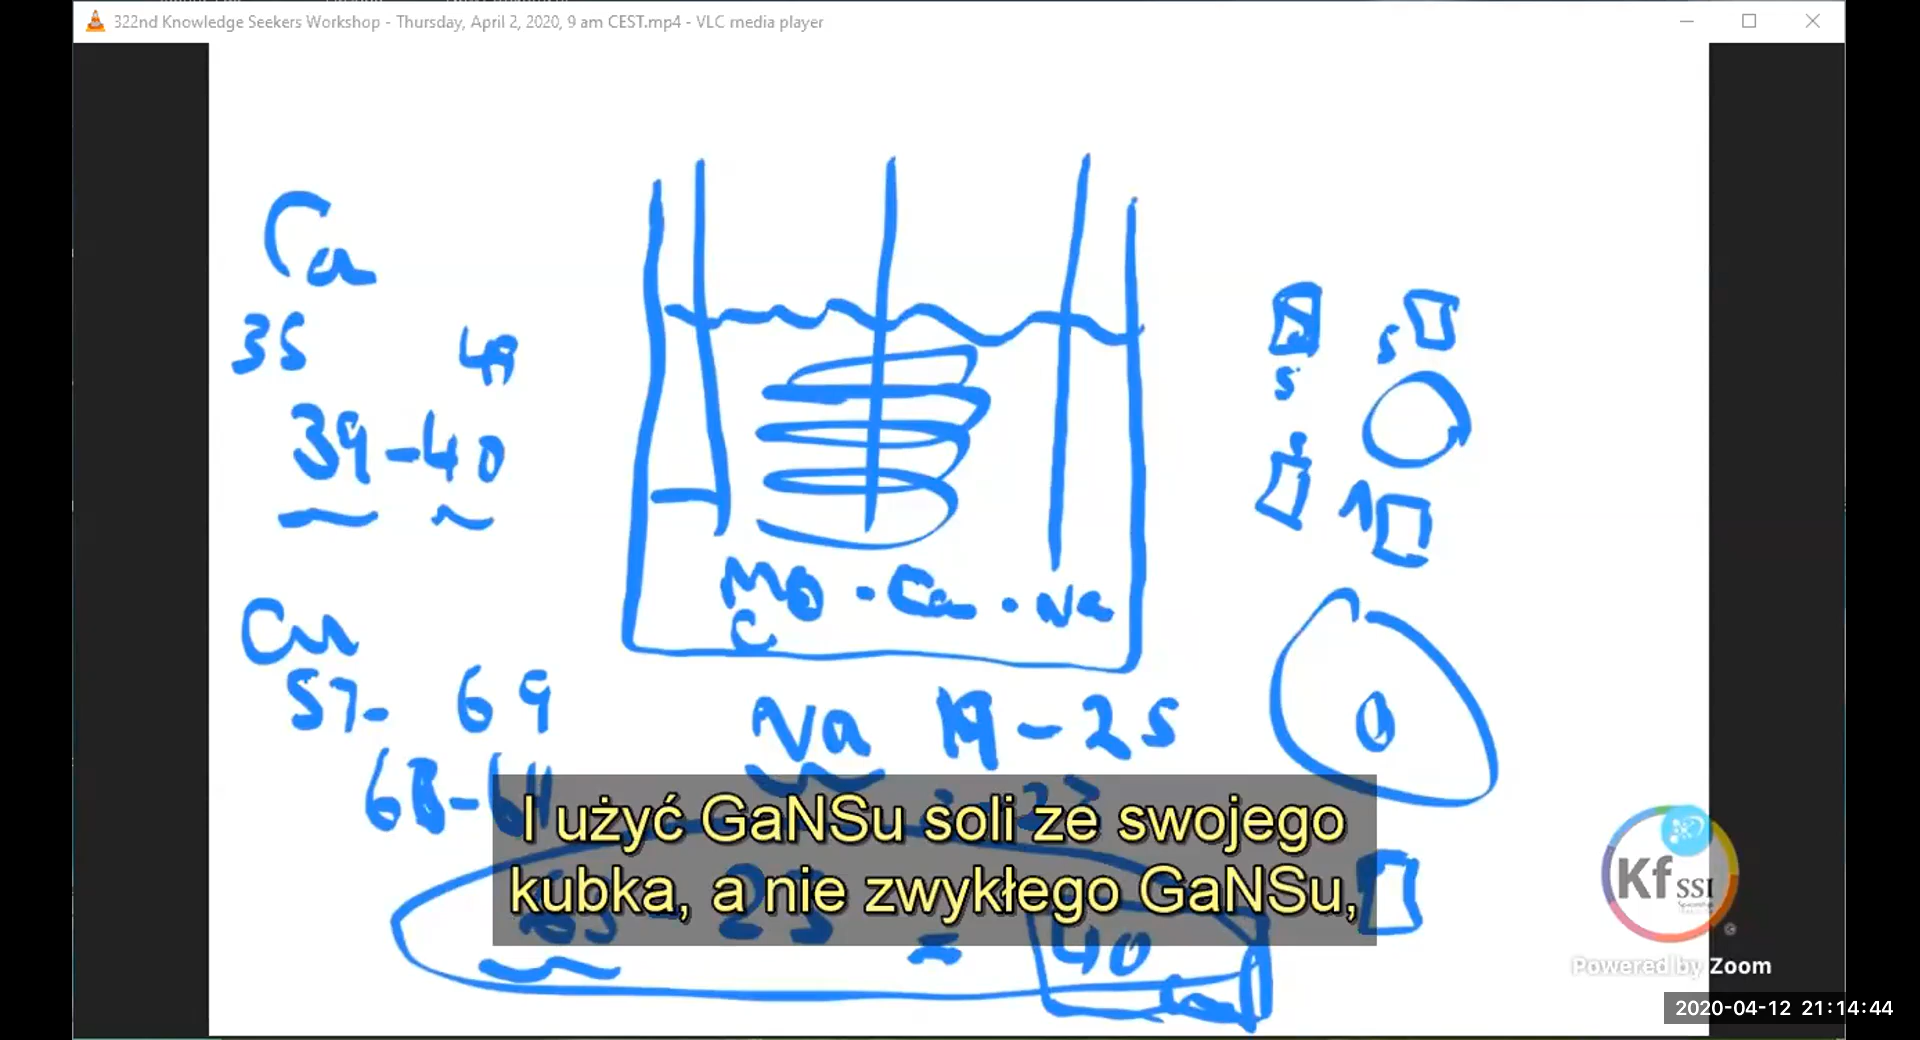 322nd Knowledge Seekers Workshop - Thursday, April 2, 2020, 9 am CEST.mp4 - VLC media player
Ca
35
39-40
Ca · Na
C
Cu
57- 69
Na 19-25
I użyć GaNSu soli ze swojego
kubka, a nie zwykłego GaNSu,
23
=
40
Kf SSI
Powered by Zoom
2020-04-12 21:14:44